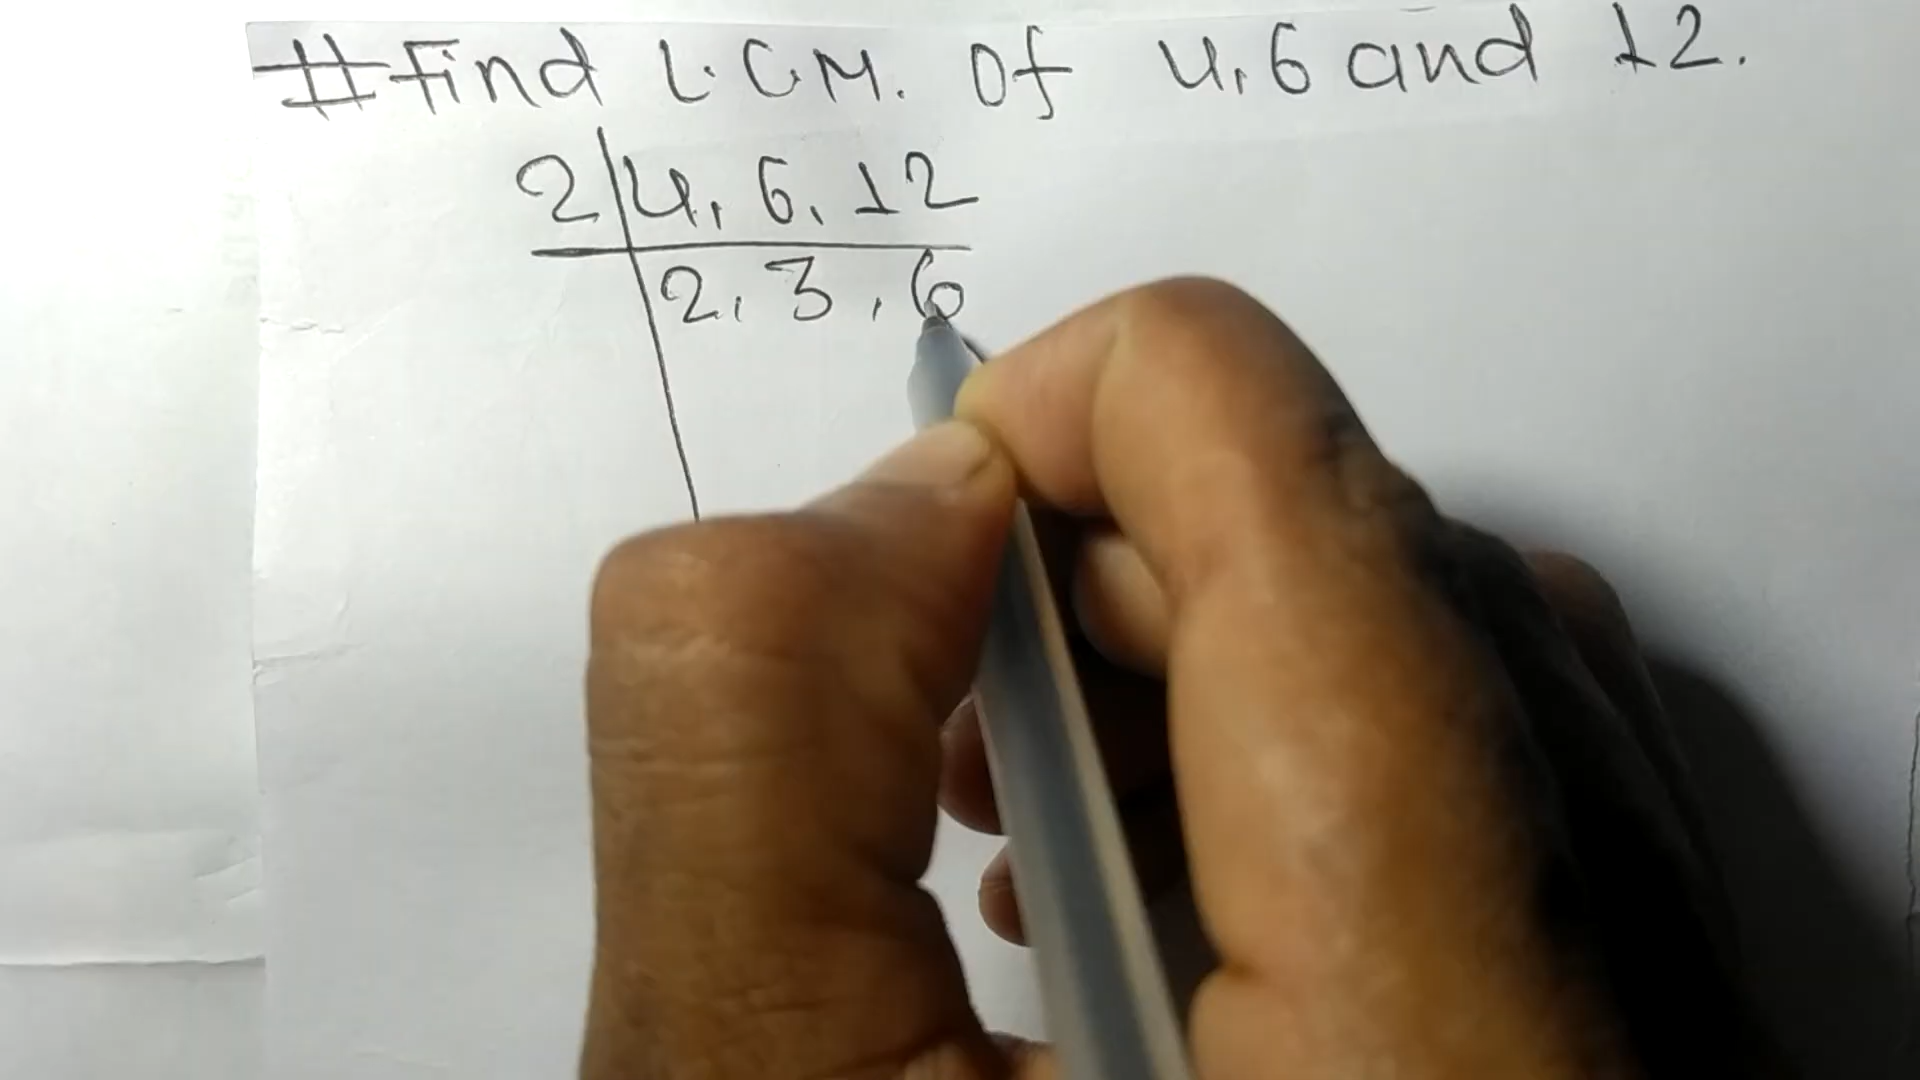 # Find L.C.M. Of 4, 6 and 12.
2 | 4, 6, 12
2, 3, 6